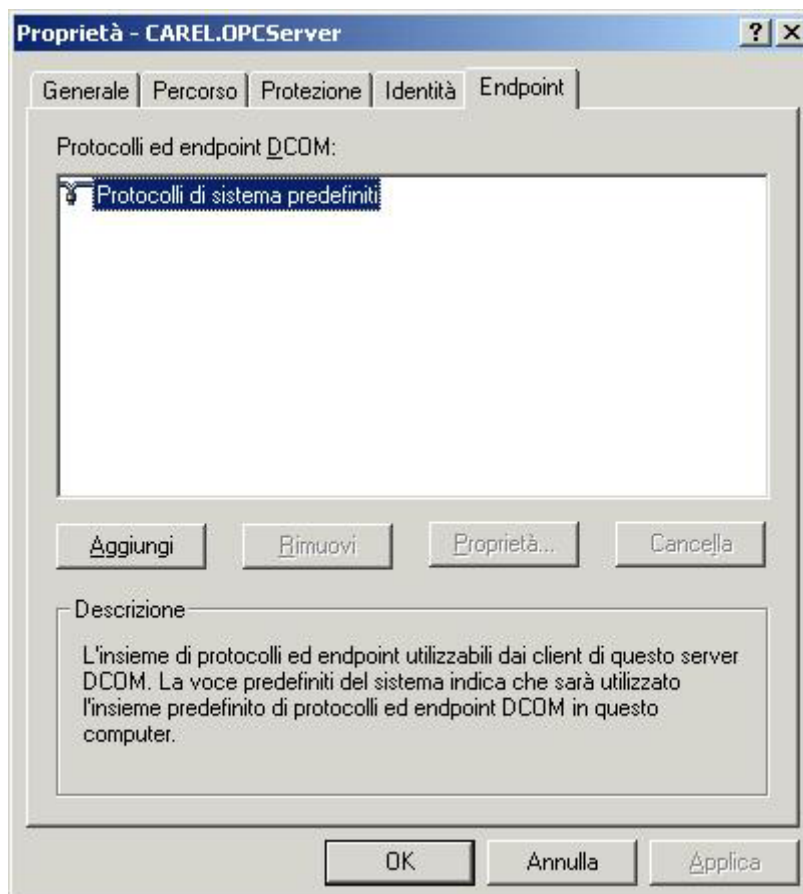 Proprietà - CAREL.OPCServer
Generale Percorso Protezione Identità Endpoint
Protocolli ed endpoint DCOM:
Protocolli di sistema predefiniti
Aggiungi Rimuovi Proprietà... Cancella
Descrizione
L'insieme di protocolli ed endpoint utilizzabili dai client di questo server
DCOM. La voce predefiniti del sistema indica che sarà utilizzato
l'insieme predefinito di protocolli ed endpoint DCOM in questo
computer.
OK Annulla Applica